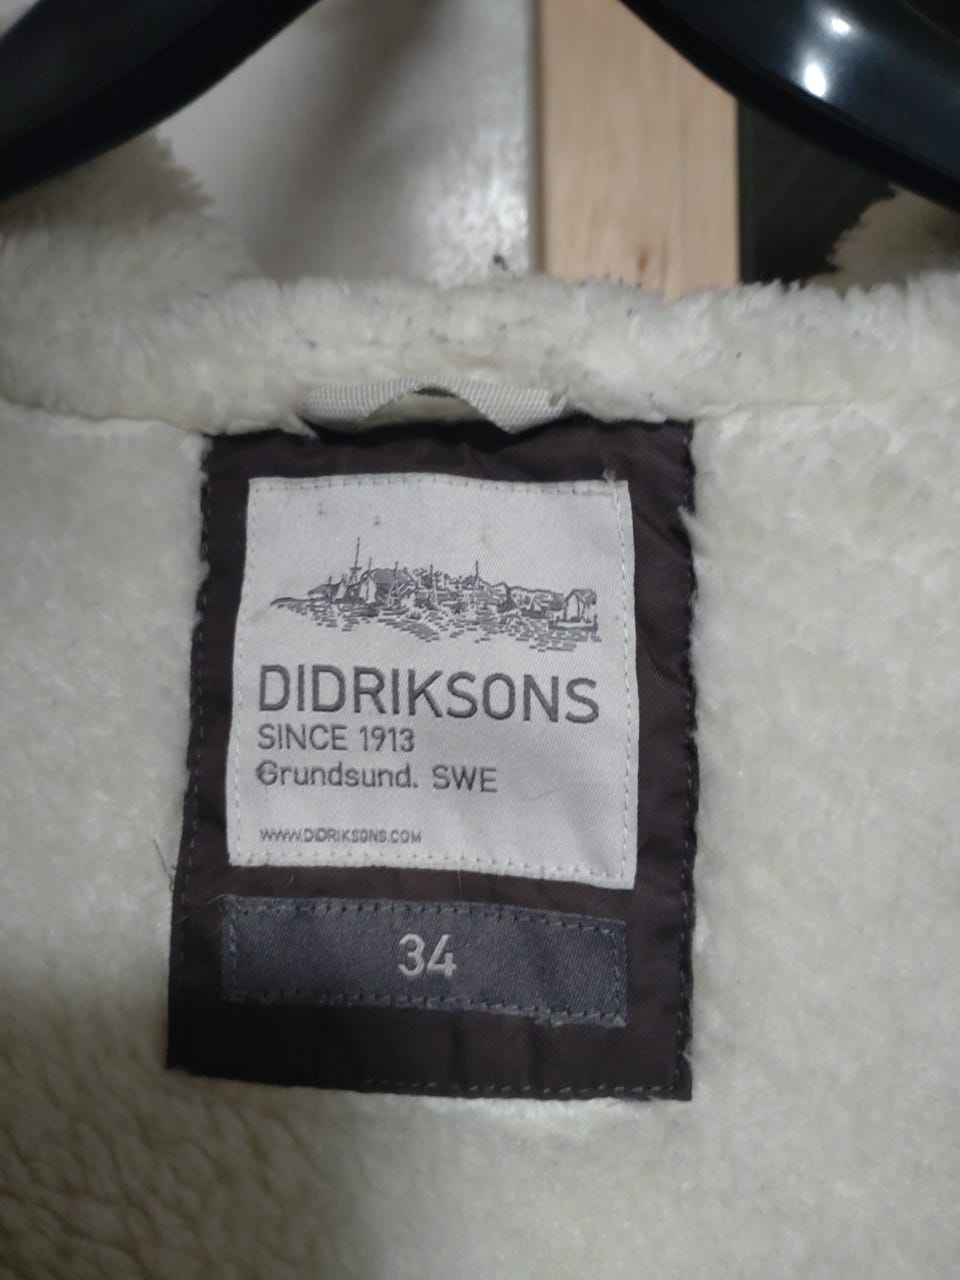 DIDRIKSONS
SINCE 1913
Grundsund. SWE
WWW.DIDRIKSONS.COM
34